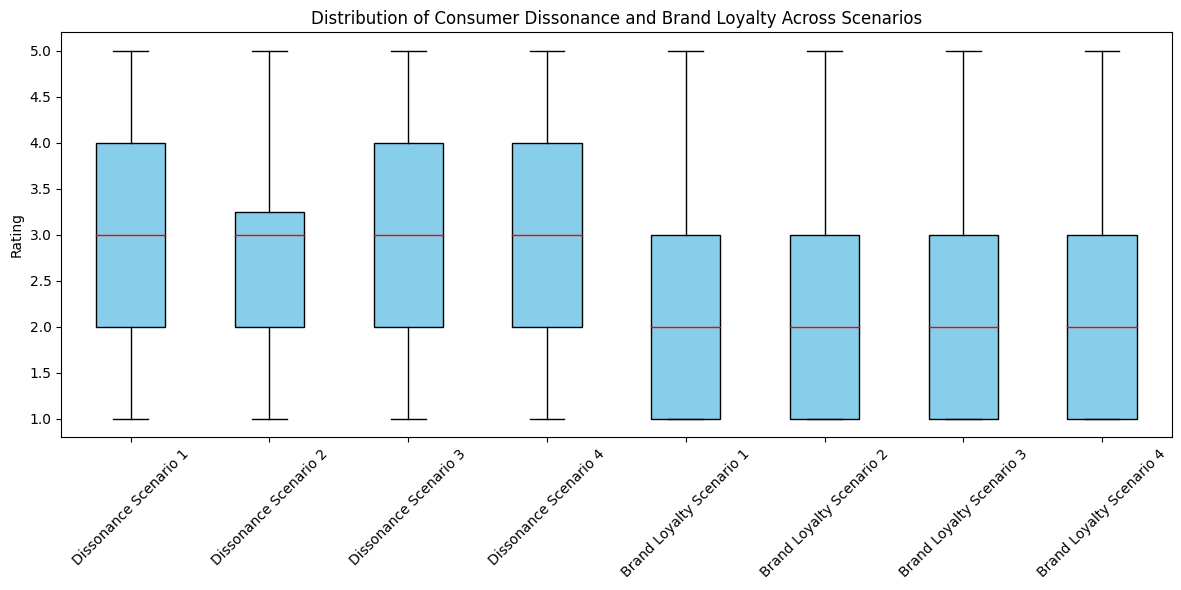 Distribution of Consumer Dissonance and Brand Loyalty Across Scenarios
Rating
5.0
4.5
4.0
3.5
3.0
2.5
2.0
1.5
1.0
Dissonance Scenario 1
Dissonance Scenario 2
Dissonance Scenario 3
Dissonance Scenario 4
Brand Loyalty Scenario 1
Brand Loyalty Scenario 2
Brand Loyalty Scenario 3
Brand Loyalty Scenario 4